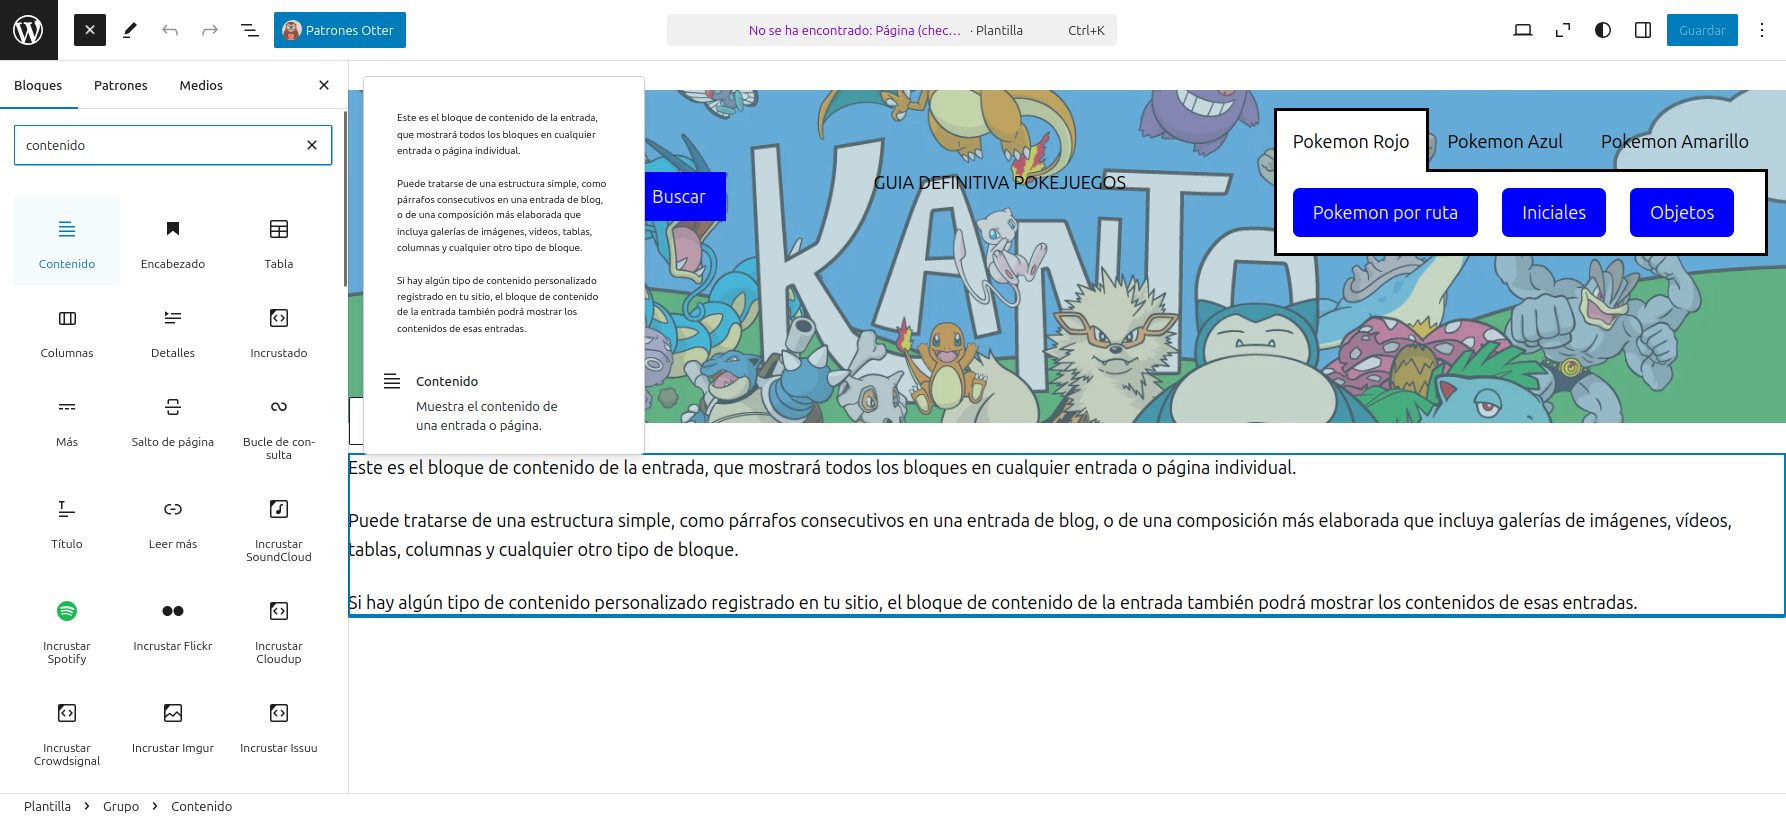 Patrones Otter
No se ha encontrado: Página (chec… · Plantilla
Ctrl+K
Guardar
Bloques
Patrones
Medios
contenido
Contenido
Encabezado
Tabla
Columnas
Detalles
Incrustado
Más
Salto de página
Bucle de con-
sulta
Título
Leer más
Incrustar
SoundCloud
Incrustar
Spotify
Incrustar Flickr
Incrustar
Cloudup
Incrustar
Crowdsignal
Incrustar Imgur
Incrustar Issuu
Este es el bloque de contenido de la entrada,
que mostrará todos los bloques en cualquier
entrada o página individual.
Puede tratarse de una estructura simple, como
párrafos consecutivos en una entrada de blog,
o de una composición más elaborada que
incluya galerías de imágenes, vídeos, tablas,
columnas y cualquier otro tipo de bloque.
Si hay algún tipo de contenido personalizado
registrado en tu sitio, el bloque de contenido
de la entrada también podrá mostrar los
contenidos de esas entradas.
Contenido
Muestra el contenido de
una entrada o página.
Buscar
GUIA DEFINITIVA POKEJUEGOS
KANTO
Pokemon Rojo
Pokemon Azul
Pokemon Amarillo
Pokemon por ruta
Iniciales
Objetos
Este es el bloque de contenido de la entrada, que mostrará todos los bloques en cualquier entrada o página individual.
Puede tratarse de una estructura simple, como párrafos consecutivos en una entrada de blog, o de una composición más elaborada que incluya galerías de imágenes, vídeos,
tablas, columnas y cualquier otro tipo de bloque.
Si hay algún tipo de contenido personalizado registrado en tu sitio, el bloque de contenido de la entrada también podrá mostrar los contenidos de esas entradas.
Plantilla › Grupo › Contenido